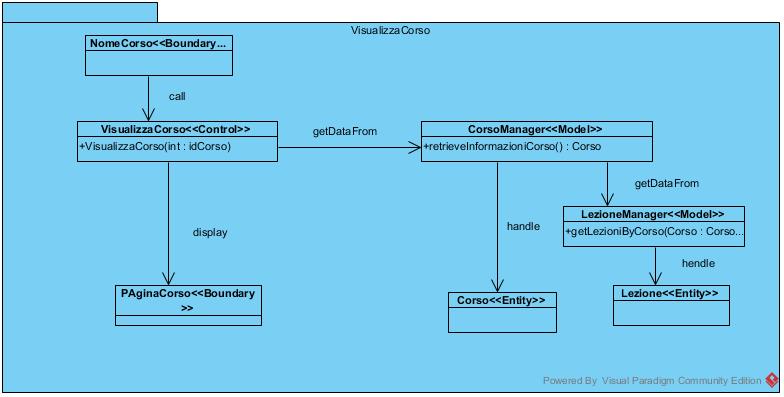 VisualizzaCorso
NomeCorso<<Boundary...
call
VisualizzaCorso<<Control>>
+VisualizzaCorso(int : idCorso)
getDataFrom
CorsoManager<<Model>>
+retrieveInformazioniCorso() : Corso
getDataFrom
LezioneManager<<Model>>
+getLezioniByCorso(Corso : Corso...
display
handle
hendle
PAginaCorso<<Boundary
>>
Corso<<Entity>>
Lezione<<Entity>>
Powered By Visual Paradigm Community Edition